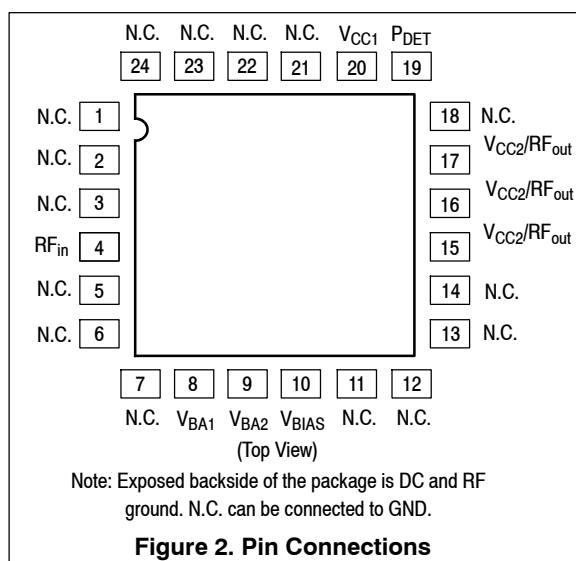 N.C. N.C. N.C. N.C. VCC1 PDET
24 23 22 21 20 19
N.C. 1
18 N.C.
N.C. 2
17 VCC2/RFout
N.C. 3
16 VCC2/RFout
RFin 4
15 VCC2/RFout
N.C. 5
14 N.C.
N.C. 6
13 N.C.
7 8 9 10 11 12
N.C. VBA1 VBA2 VBIAS N.C. N.C.
(Top View)
Note: Exposed backside of the package is DC and RF
ground. N.C. can be connected to GND.
Figure 2. Pin Connections